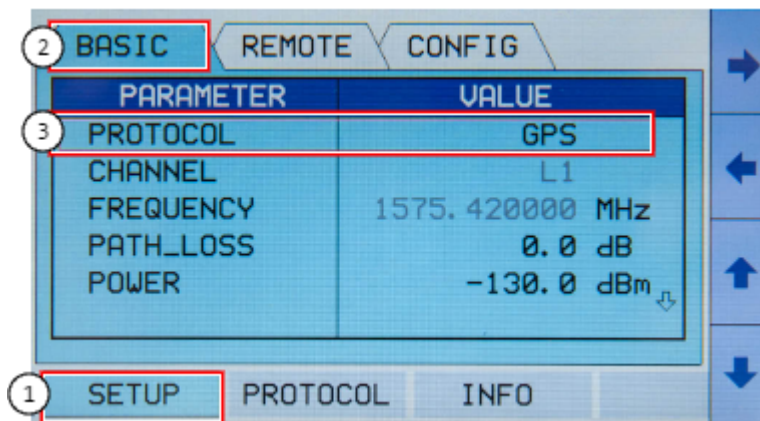 2 BASIC REMOTE CONFIG
PARAMETER VALUE
3 PROTOCOL GPS
CHANNEL L1
FREQUENCY 1575.420000 MHz
PATH_LOSS 0.0 dB
POWER -130.0 dBm
1 SETUP PROTOCOL INFO